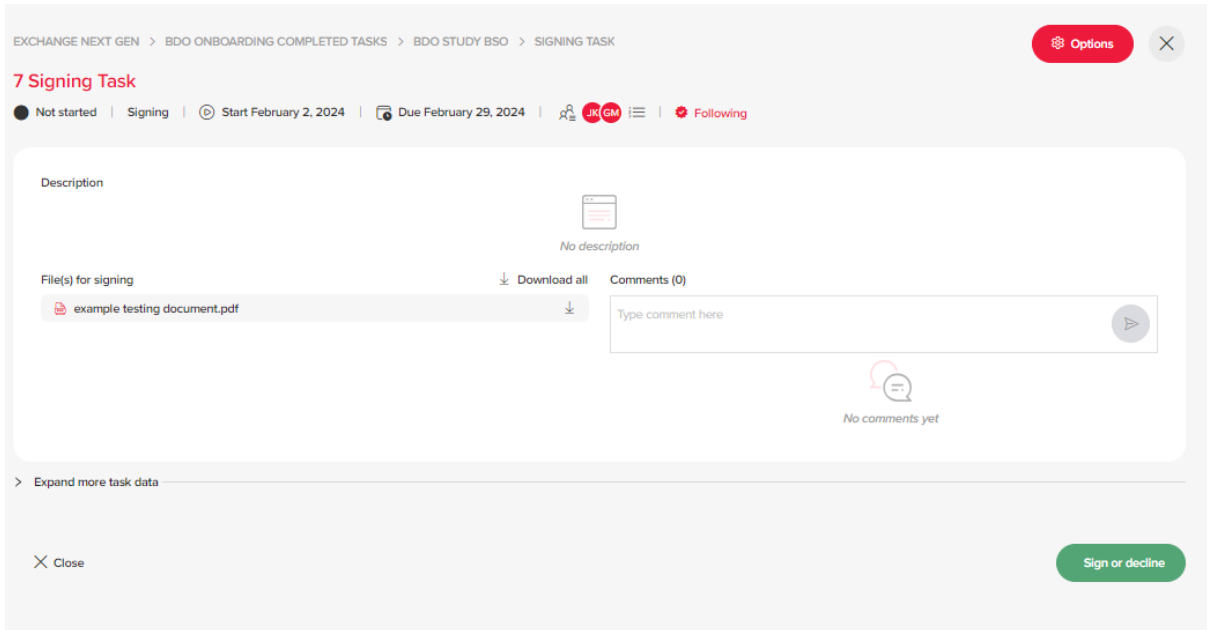 EXCHANGE NEXT GEN > BDO ONBOARDING COMPLETED TASKS > BDO STUDY BSO > SIGNING TASK
Options
7 Signing Task
Not started | Signing | Start February 2, 2024 | Due February 29, 2024 | JK GM | Following
Description
No description
File(s) for signing
Download all
example testing document.pdf
Comments (0)
Type comment here
No comments yet
Expand more task data
Close
Sign or decline